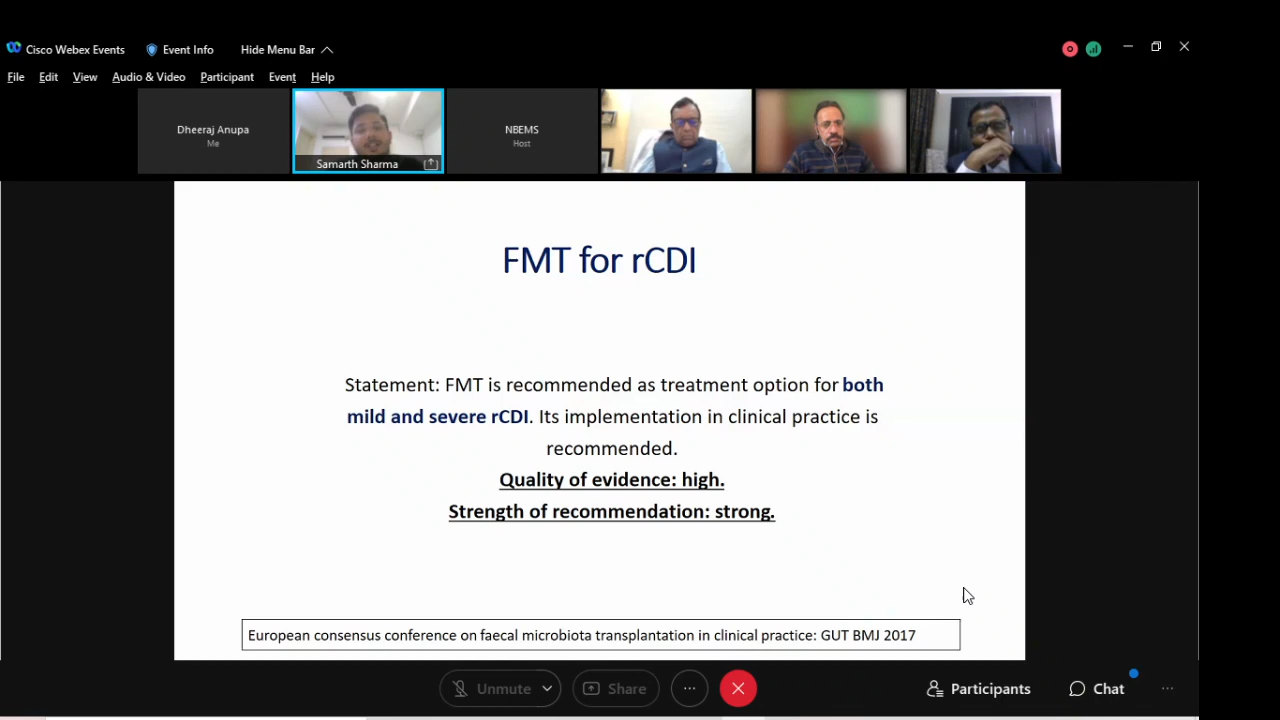 Cisco Webex Events
Event Info
Hide Menu Bar
File
Edit
View
Audio & Video
Participant
Event
Help
Dheeraj Anupa
Me
Samarth Sharma
NBEMS
Host
FMT for rCDI
Statement: FMT is recommended as treatment option for both
mild and severe rCDI. Its implementation in clinical practice is
recommended.
Quality of evidence: high.
Strength of recommendation: strong.
European consensus conference on faecal microbiota transplantation in clinical practice: GUT BMJ 2017
Unmute
Share
Participants
Chat